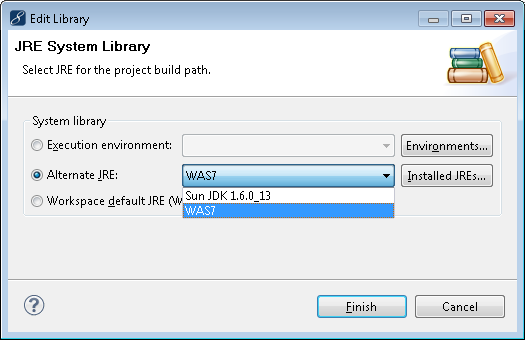 Edit Library
JRE System Library
Select JRE for the project build path.
System library
Execution environment:
Environments...
Alternate JRE:
WAS7
Installed JREs...
Sun JDK 1.6.0_13
Workspace default JRE (W
WAS7
?
Finish
Cancel